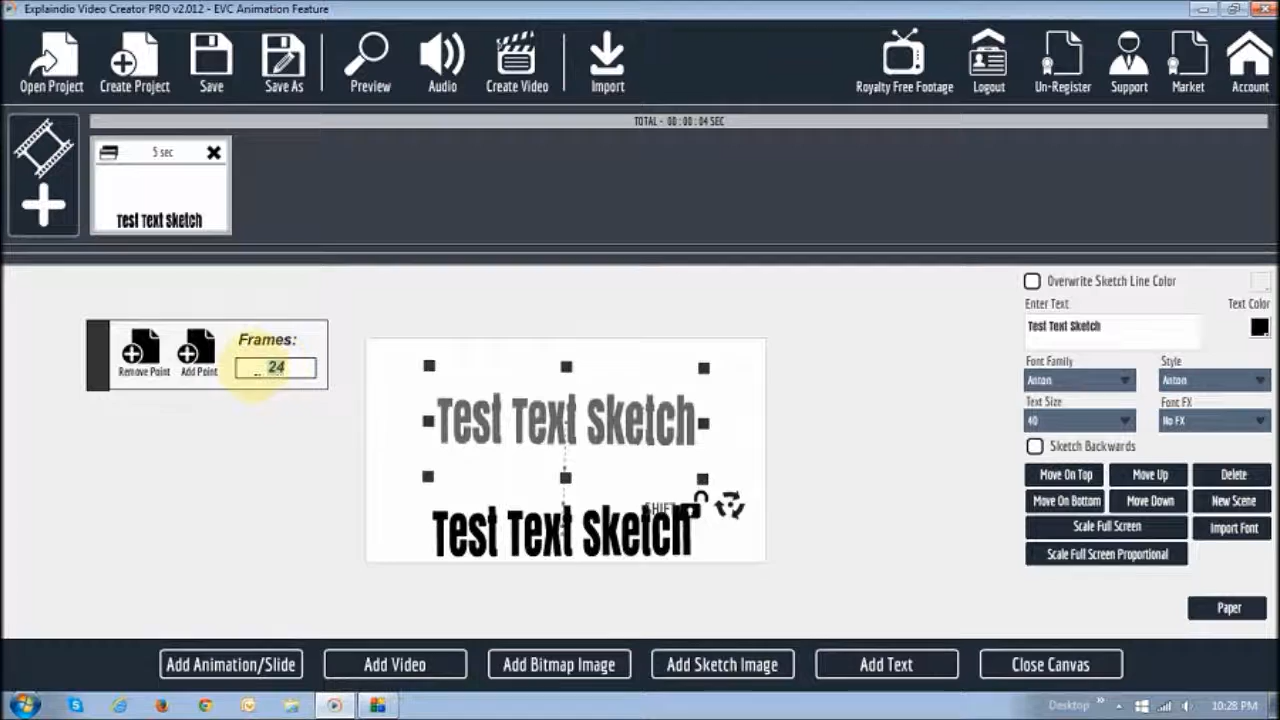 Explaindio Video Creator PRO v2.012 - EVC Animation Feature
Open Project
Create Project
Save
Save As
Preview
Audio
Create Video
Import
Royalty Free Footage
Logout
Un-Register
Support
Market
Account
TOTAL - 00 : 00 : 04 SEC
5 sec
Test Text Sketch
Remove Point
Add Point
Frames:
24
Test Text Sketch
SHIFT
Test Text Sketch
Overwrite Sketch Line Color
Enter Text
Text Color
Test Text Sketch
Font Family
Style
Anton
Anton
Text Size
Font FX
40
No FX
Sketch Backwards
Move On Top
Move Up
Delete
Move On Bottom
Move Down
New Scene
Scale Full Screen
Import Font
Scale Full Screen Proportional
Paper
Add Animation/Slide
Add Video
Add Bitmap Image
Add Sketch Image
Add Text
Close Canvas
Desktop
10:28 PM